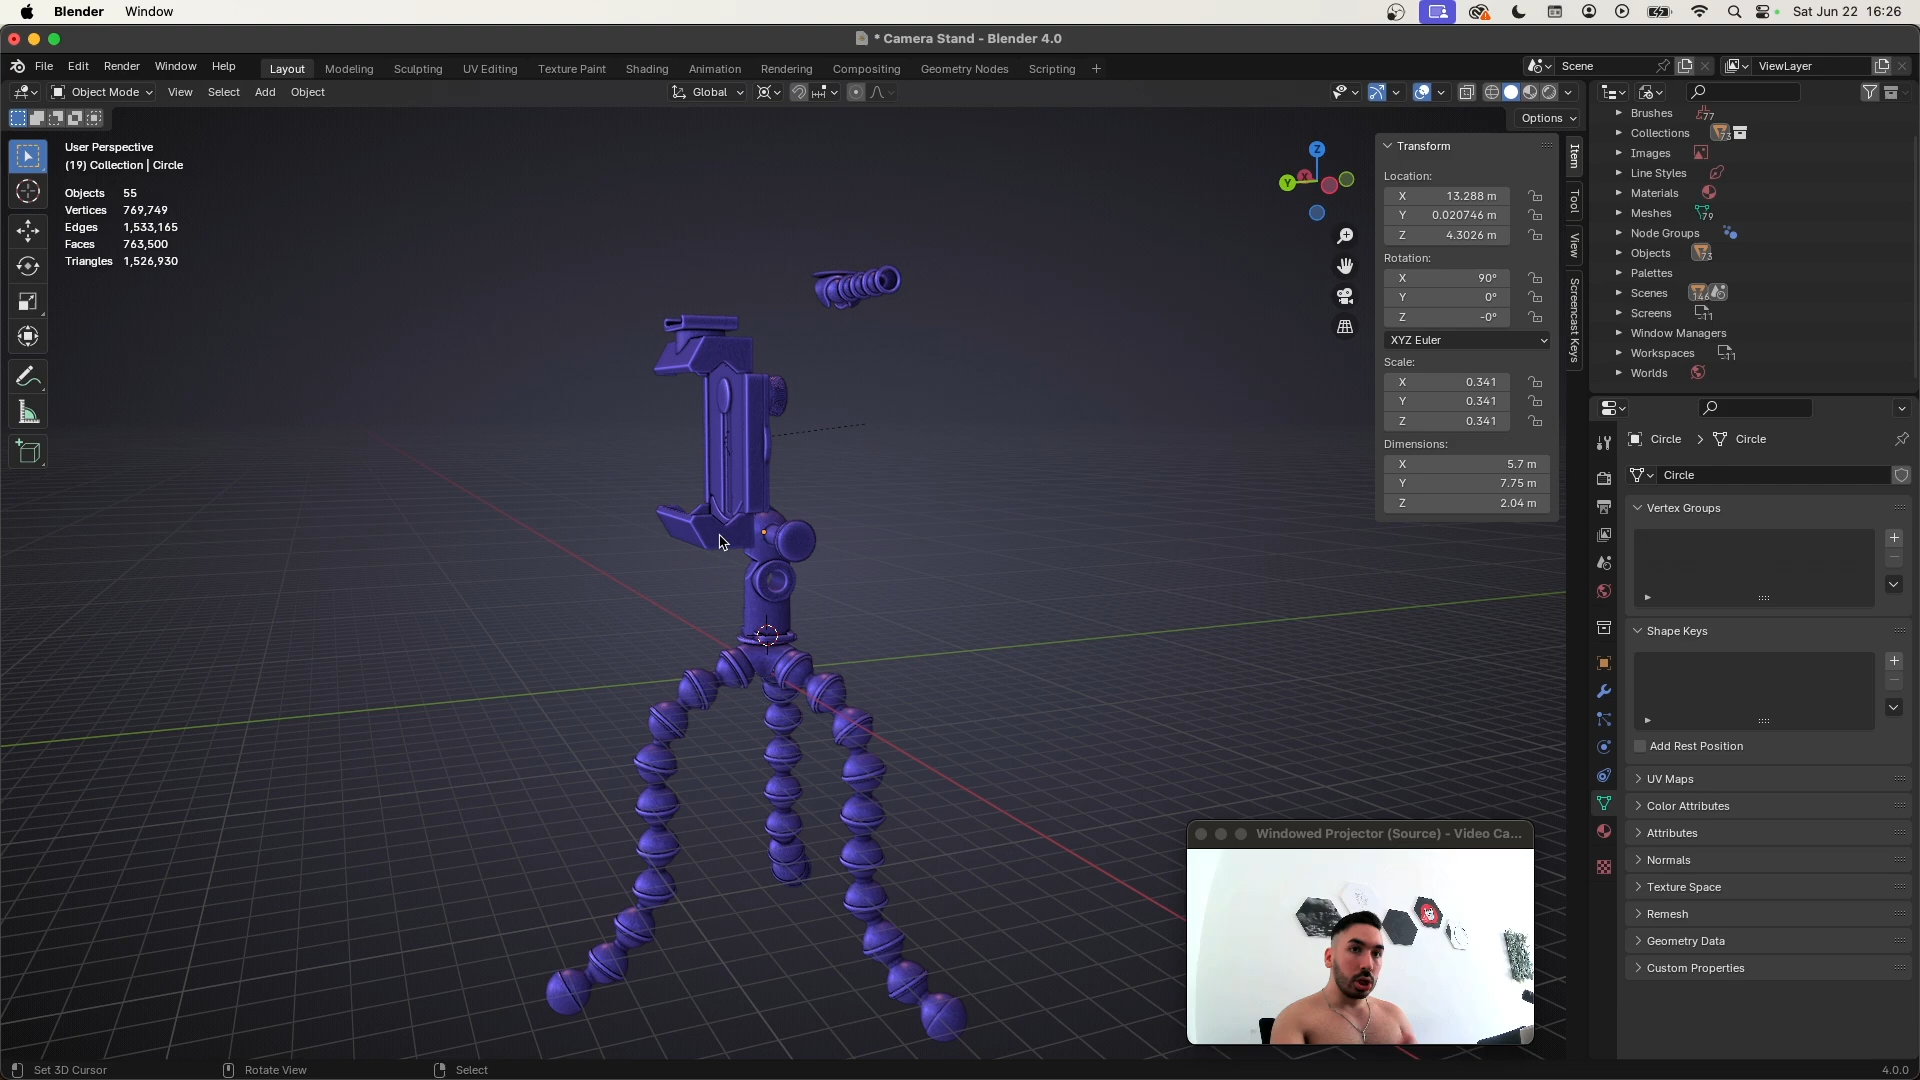 Blender Window
Sat Jun 22 16:26
* Camera Stand - Blender 4.0
File Edit Render Window Help
Layout Modeling Sculpting UV Editing Texture Paint Shading Animation Rendering Compositing Geometry Nodes Scripting +
Scene
ViewLayer
Object Mode View Select Add Object
Global
Options
User Perspective
(19) Collection | Circle
Objects 55
Vertices 769,749
Edges 1,533,165
Faces 763,500
Triangles 1,526,930
Z
Y
X
Transform
Location:
X 13.288 m
Y 0.020746 m
Z 4.3026 m
Rotation:
X 90°
Y 0°
Z -0°
XYZ Euler
Scale:
X 0.341
Y 0.341
Z 0.341
Dimensions:
X 5.7 m
Y 7.75 m
Z 2.04 m
Item
Tool
View
Screencast Keys
Brushes 77
Collections 73
Images
Line Styles
Materials
Meshes 79
Node Groups
Objects 73
Palettes
Scenes 146
Screens 11
Window Managers
Workspaces 11
Worlds
Circle > Circle
Circle
Vertex Groups
Shape Keys
Add Rest Position
UV Maps
Color Attributes
Attributes
Normals
Texture Space
Remesh
Geometry Data
Custom Properties
Windowed Projector (Source) - Video Ca...
Set 3D Cursor
Rotate View
Select
4.0.0